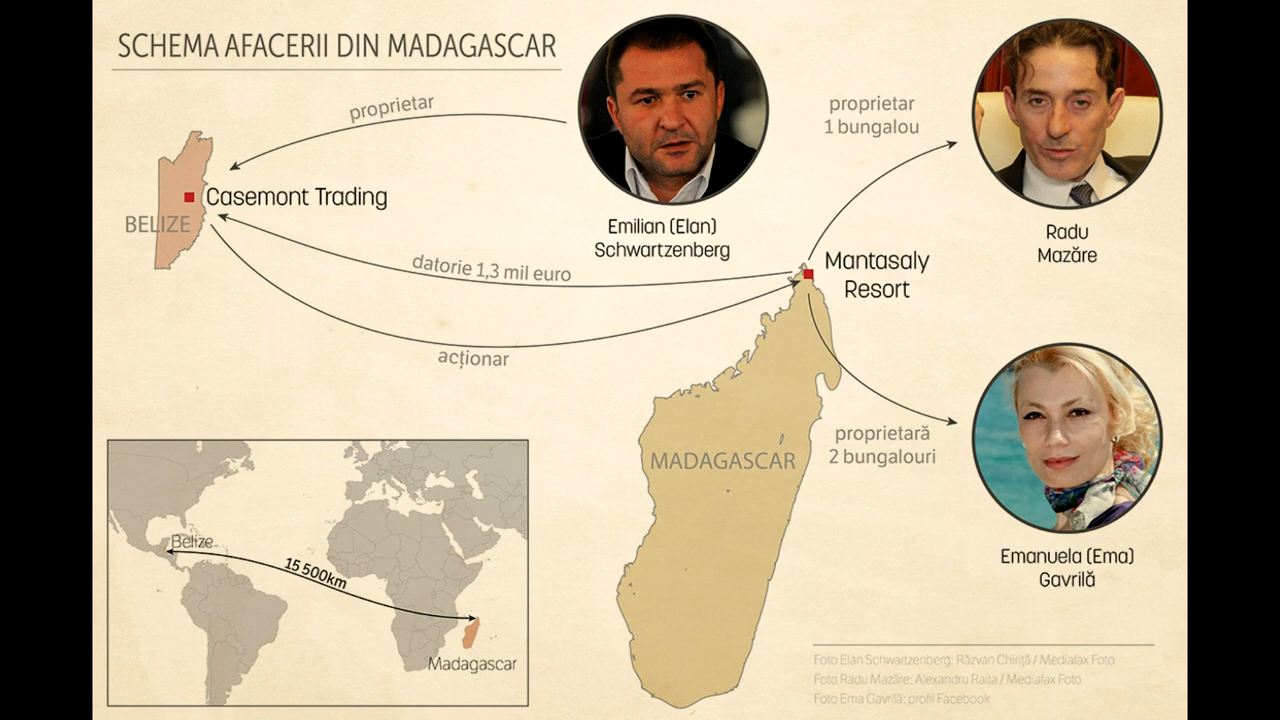 SCHEMA AFACERII DIN MADAGASCAR
proprietar
proprietar
1 bungalou
Casemont Trading
BELIZE
Emilian (Elan)
Schwartzenberg
Radu
Mazăre
datorie 1,3 mil euro
Mantasaly
Resort
acționar
proprietară
2 bungalouri
MADAGASCAR
Belize
15 500km
Madagascar
Emanuela (Ema)
Gavrilă
Foto Elan Schwartzenberg: Răzvan Chiriță / Mediafax Foto
Foto Radu Mazăre: Alexandru Raita / Mediafax Foto
Foto Ema Gavrilă: profil Facebook